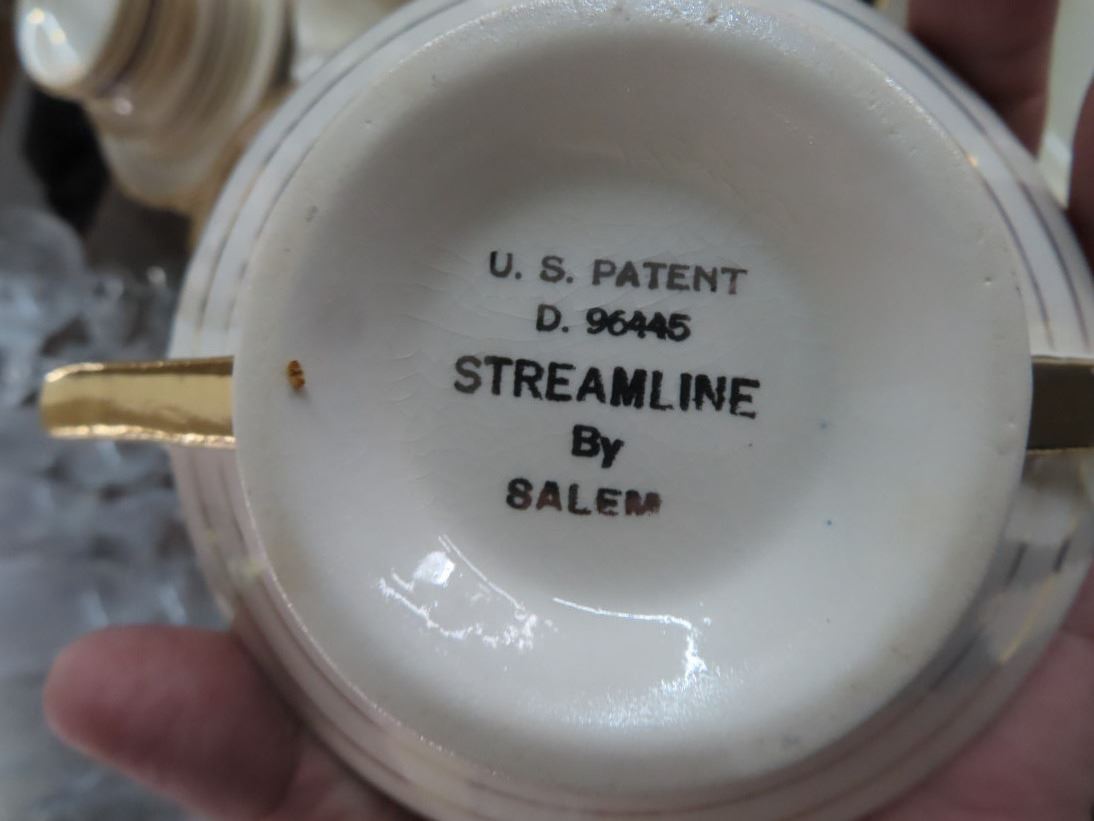 U. S. PATENT
D. 96445
STREAMLINE
By
SALEM